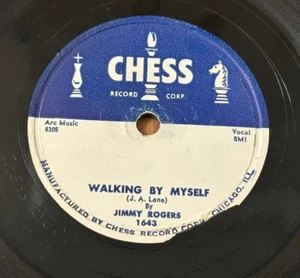 CHESS
RECORD CORP.
Arc Music
8305
Vocal
BMI
WALKING BY MYSELF
(J. A. Lane)
By
JIMMY ROGERS
1643
MANUFACTURED BY CHESS RECORD CORP. CHICAGO, ILL